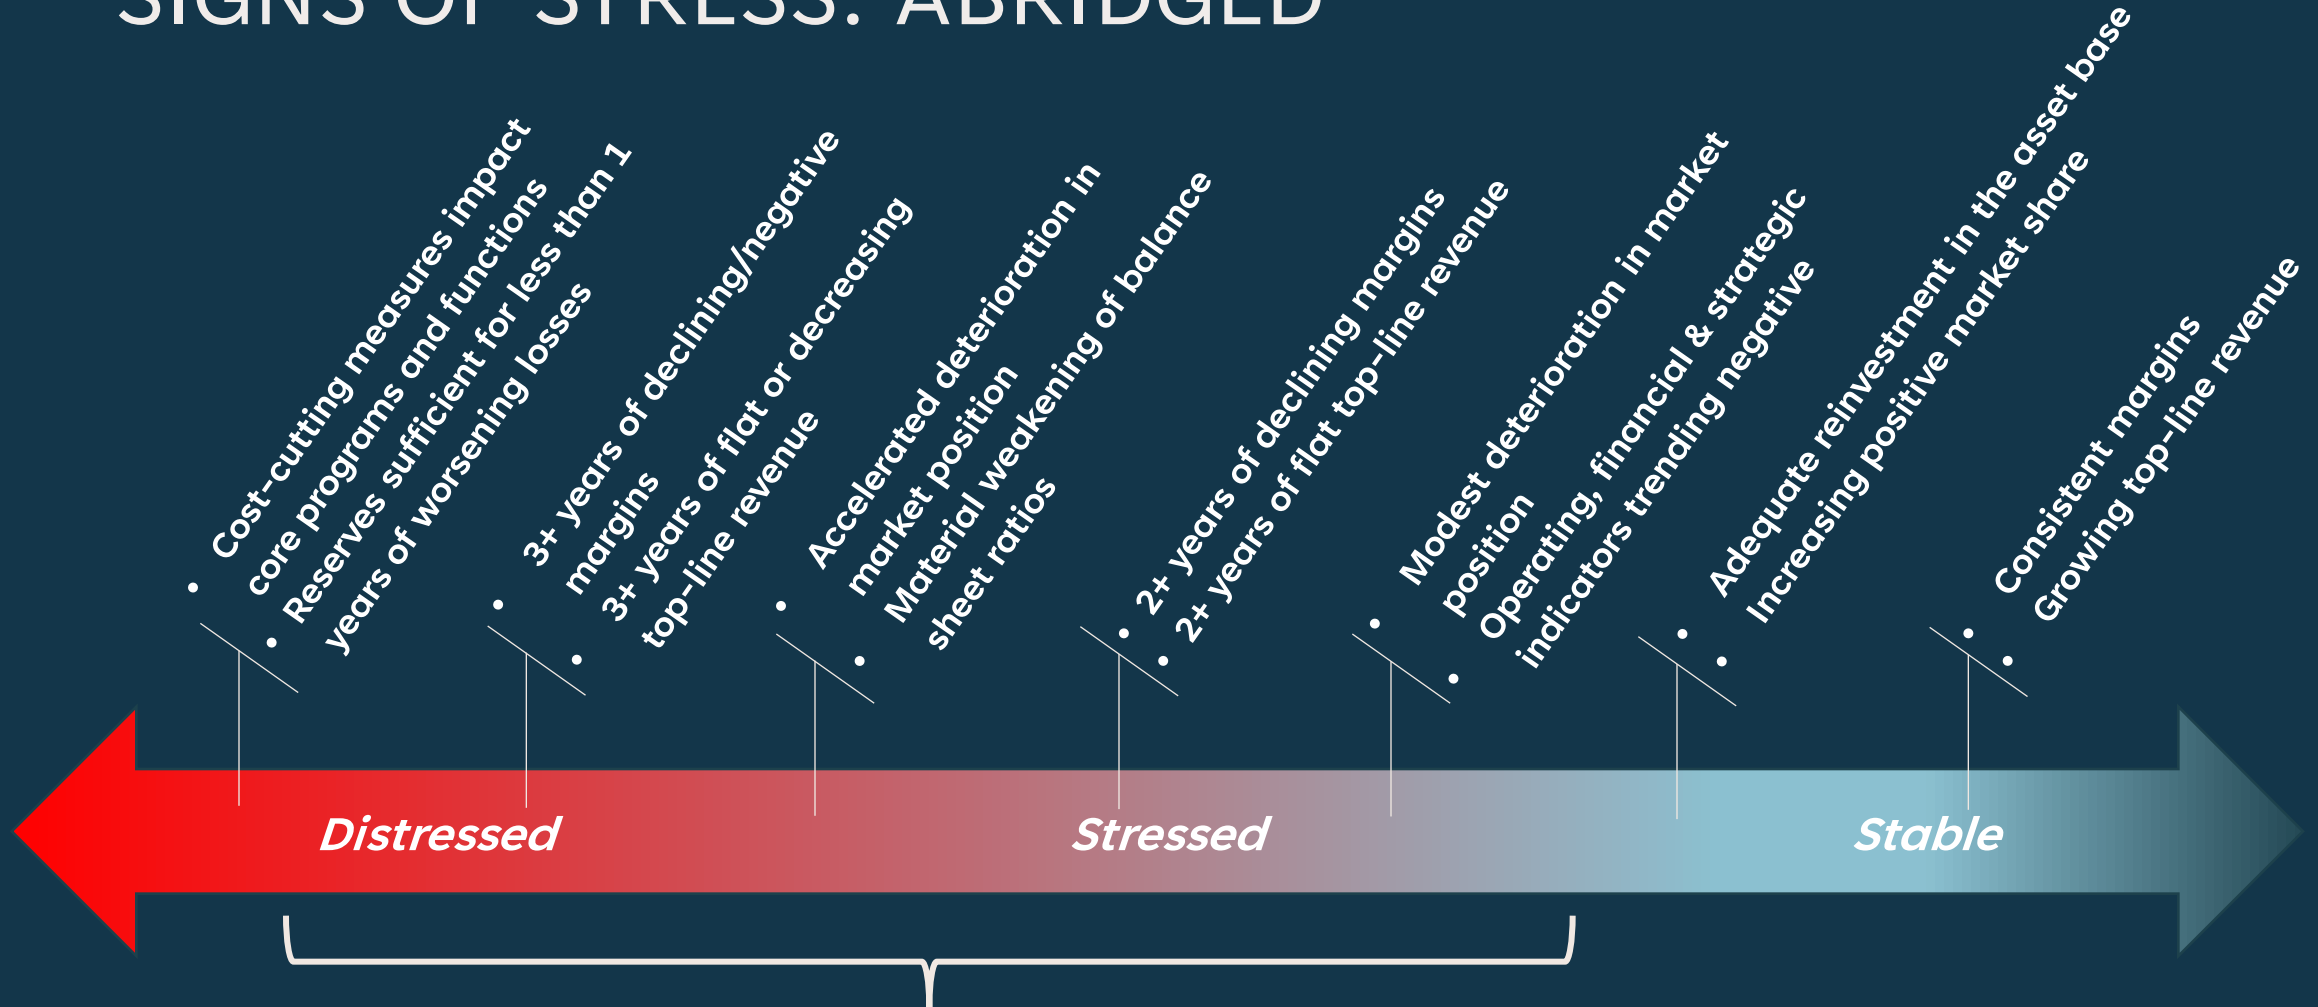 SIGNS OF STRESS: ABRIDGED
• Cost-cutting measures impact
core programs and functions
• Reserves sufficient for less than 1
years of worsening losses
• 3+ years of declining/negative
margins
• 3+ years of flat or decreasing
top-line revenue
• Accelerated deterioration in
market position
• Material weakening of balance
sheet ratios
• 2+ years of declining margins
• 2+ years of flat top-line revenue
• Modest deterioration in market
position
• Operating, financial & strategic
indicators trending negative
• Adequate reinvestment in the asset base
• Increasing positive market share
• Consistent margins
• Growing top-line revenue
Distressed
Stressed
Stable